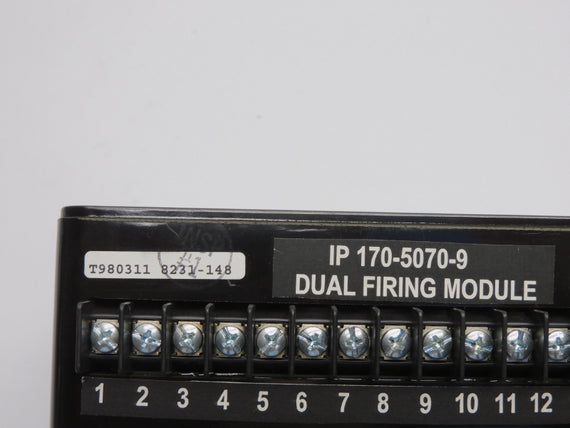 T980311 8231-148
IP 170-5070-9
DUAL FIRING MODULE
1 2 3 4 5 6 7 8 9 10 11 12